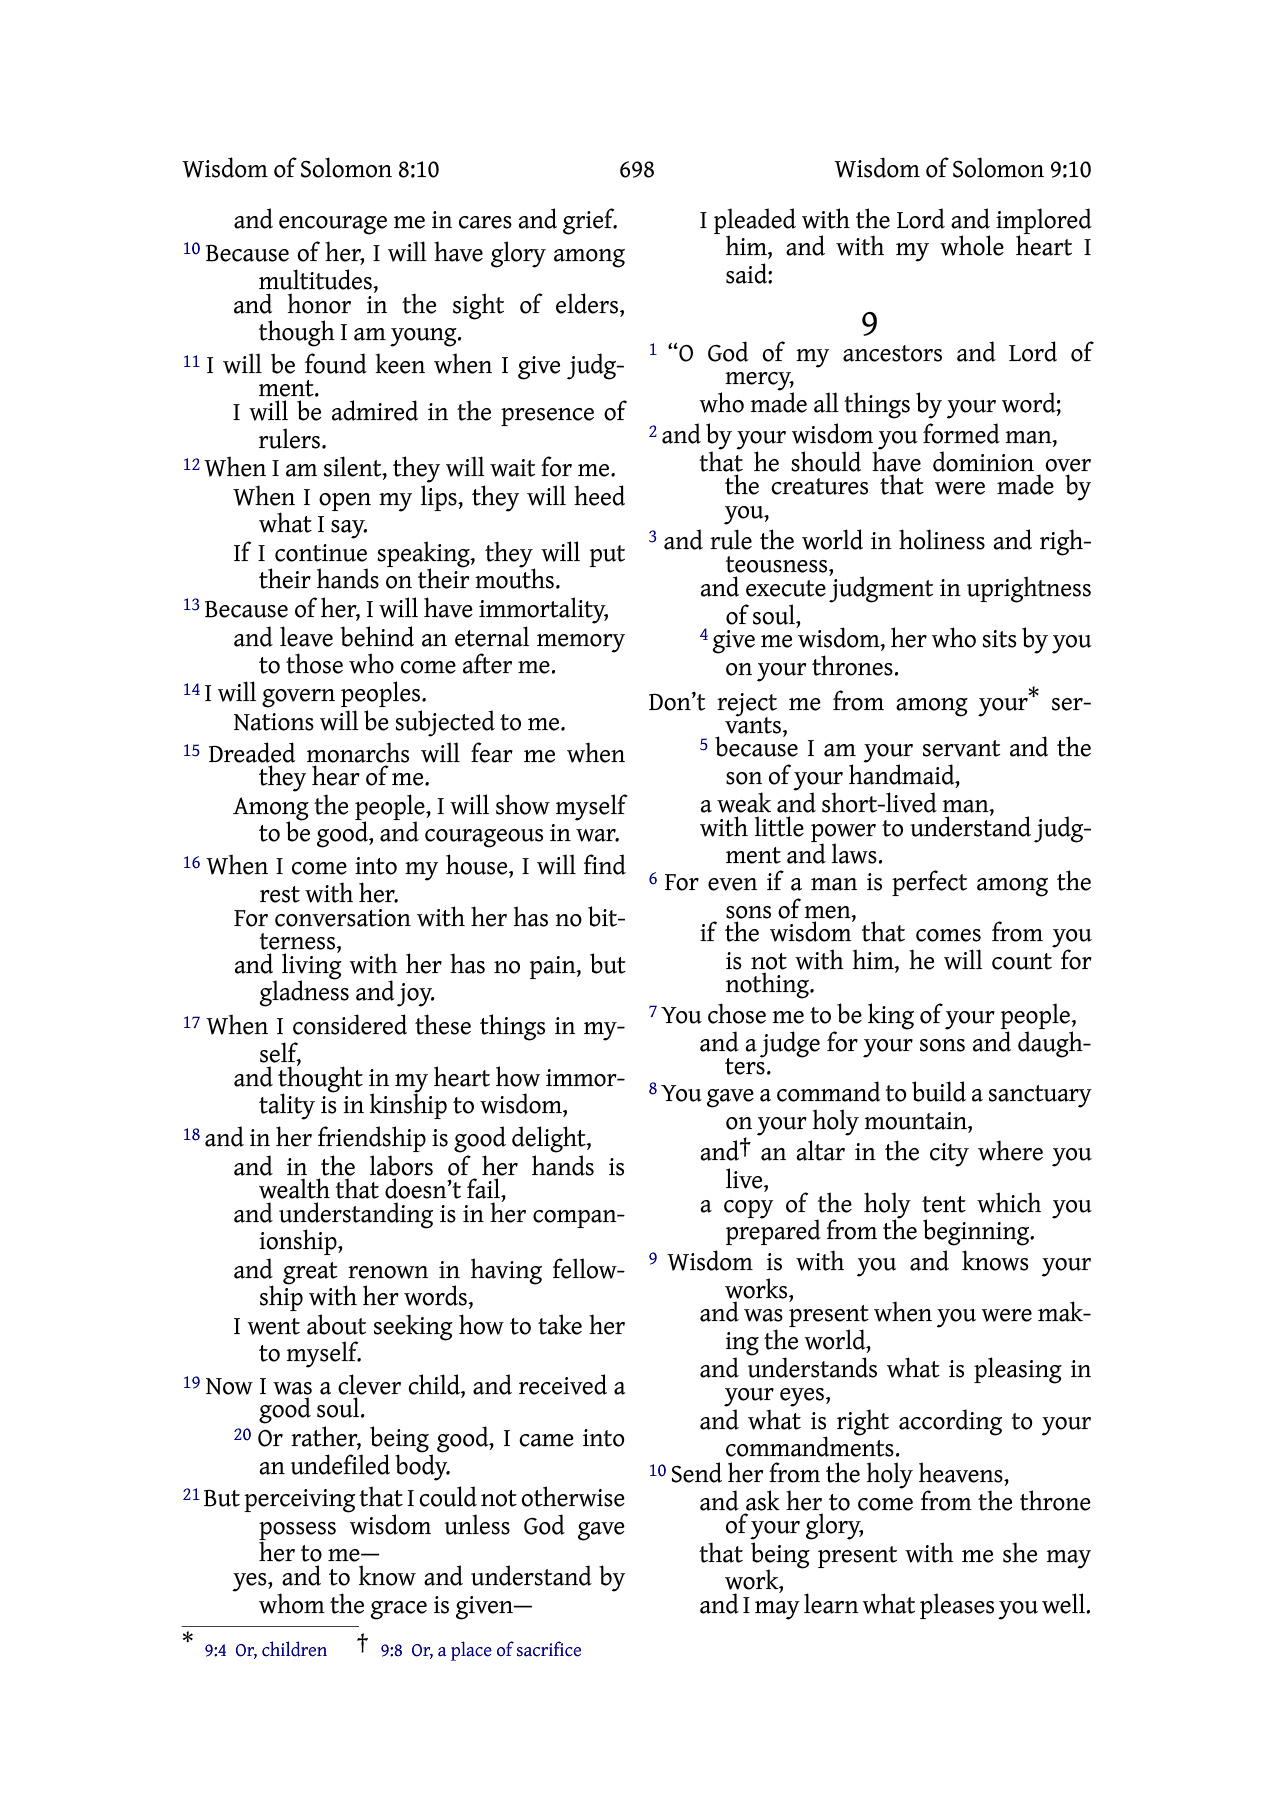 Wisdom of Solomon 8:10 698 Wisdom of Solomon 9:10
and encourage me in cares and grief.
10 Because of her, I will have glory among
multitudes,
and honor in the sight of elders,
though I am young.
11 I will be found keen when I give judg-
ment.
I will be admired in the presence of
rulers.
12 When I am silent, they will wait for me.
When I open my lips, they will heed
what I say.
If I continue speaking, they will put
their hands on their mouths.
13 Because of her, I will have immortality,
and leave behind an eternal memory
to those who come after me.
14 I will govern peoples.
Nations will be subjected to me.
15 Dreaded monarchs will fear me when
they hear of me.
Among the people, I will show myself
to be good, and courageous in war.
16 When I come into my house, I will find
rest with her.
For conversation with her has no bit-
terness,
and living with her has no pain, but
gladness and joy.
17 When I considered these things in my-
self,
and thought in my heart how immor-
tality is in kinship to wisdom,
18 and in her friendship is good delight,
and in the labors of her hands is
wealth that doesn’t fail,
and understanding is in her compan-
ionship,
and great renown in having fellow-
ship with her words,
I went about seeking how to take her
to myself.
19 Now I was a clever child, and received a
good soul.
20 Or rather, being good, I came into
an undefiled body.
21 But perceiving that I could not otherwise
possess wisdom unless God gave
her to me—
yes, and to know and understand by
whom the grace is given—
I pleaded with the Lord and implored
him, and with my whole heart I
said:
9
1 “O God of my ancestors and Lord of
mercy,
who made all things by your word;
2 and by your wisdom you formed man,
that he should have dominion over
the creatures that were made by
you,
3 and rule the world in holiness and righ-
teousness,
and execute judgment in uprightness
of soul,
4 give me wisdom, her who sits by you
on your thrones.
Don’t reject me from among your* ser-
vants,
5 because I am your servant and the
son of your handmaid,
a weak and short-lived man,
with little power to understand judg-
ment and laws.
6 For even if a man is perfect among the
sons of men,
if the wisdom that comes from you
is not with him, he will count for
nothing.
7 You chose me to be king of your people,
and a judge for your sons and daugh-
ters.
8 You gave a command to build a sanctuary
on your holy mountain,
and† an altar in the city where you
live,
a copy of the holy tent which you
prepared from the beginning.
9 Wisdom is with you and knows your
works,
and was present when you were mak-
ing the world,
and understands what is pleasing in
your eyes,
and what is right according to your
commandments.
10 Send her from the holy heavens,
and ask her to come from the throne
of your glory,
that being present with me she may
work,
and I may learn what pleases you well.
* 9:4 Or, children † 9:8 Or, a place of sacrifice